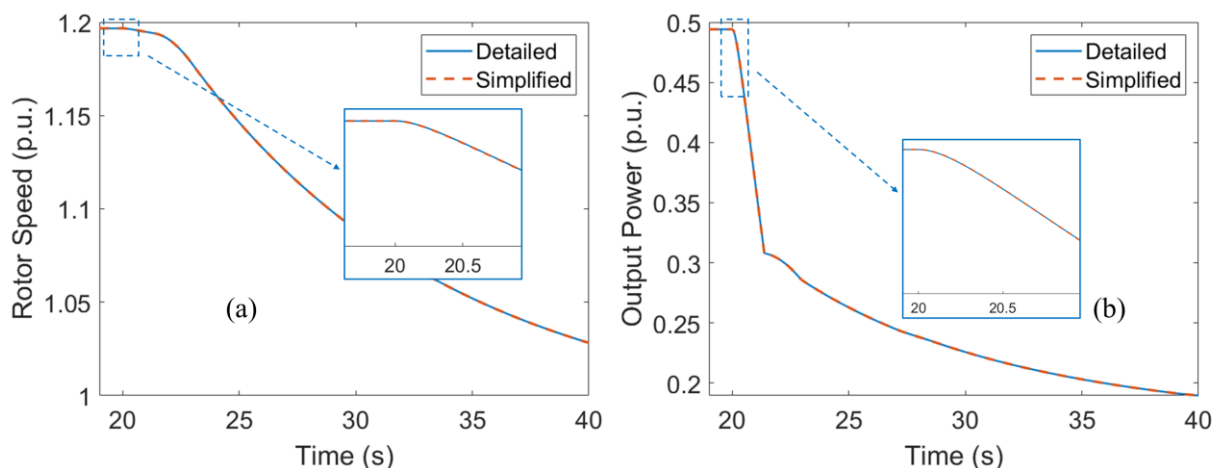 1.2
1.15
1.1
1.05
1
Rotor Speed (p.u.)
Detailed
Simplified
20 20.5
(a)
20 25 30 35 40
Time (s)
0.5
0.45
0.4
0.35
0.3
0.25
0.2
Output Power (p.u.)
Detailed
Simplified
20 20.5
(b)
20 25 30 35 40
Time (s)